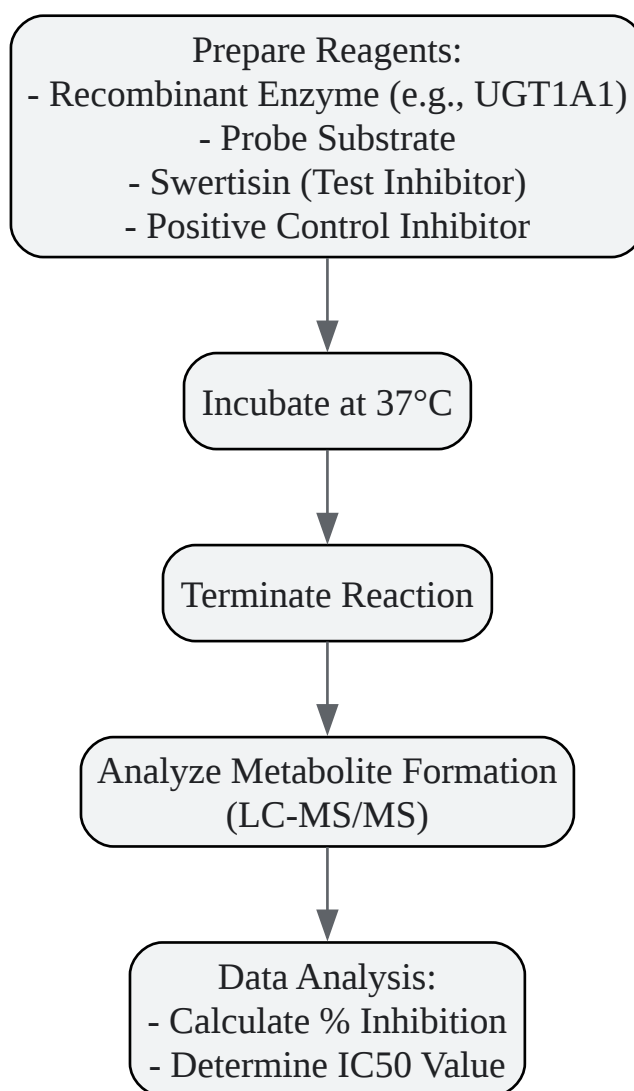 Prepare Reagents:
- Recombinant Enzyme (e.g., UGT1A1)
- Probe Substrate
- Swertisin (Test Inhibitor)
- Positive Control Inhibitor
Incubate at 37°C
Terminate Reaction
Analyze Metabolite Formation
(LC-MS/MS)
Data Analysis:
- Calculate % Inhibition
- Determine IC50 Value